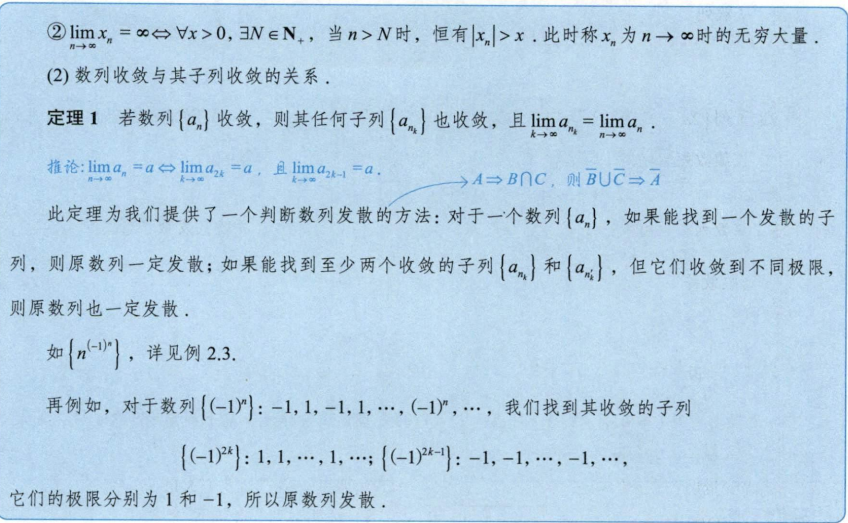 ② $\lim_{n\to\infty} x_n = \infty \Leftrightarrow \forall x > 0, \exists N \in \mathbf{N}_+$，当 $n > N$ 时，恒有 $|x_n| > x$．此时称 $x_n$ 为 $n \to \infty$ 时的无穷大量．
(2) 数列收敛与其子列收敛的关系．
定理 1 若数列 $\{a_n\}$ 收敛，则其任何子列 $\{a_{n_k}\}$ 也收敛，且 $\lim_{k\to\infty} a_{n_k} = \lim_{n\to\infty} a_n$．
推论: $\lim_{n\to\infty} a_n = a \Leftrightarrow \lim_{k\to\infty} a_{2k} = a$，且 $\lim_{k\to\infty} a_{2k-1} = a$．
$A \Rightarrow B \cap C$，则 $\overline{B} \cup \overline{C} \Rightarrow \overline{A}$
此定理为我们提供了一个判断数列发散的方法：对于一个数列 $\{a_n\}$，如果能找到一个发散的子
列，则原数列一定发散；如果能找到至少两个收敛的子列 $\{a_{n_k}\}$ 和 $\{a_{n_k'}\}$，但它们收敛到不同极限，
则原数列也一定发散．
如 $\{n^{(-1)^n}\}$，详见例 2.3.
再例如，对于数列 $\{(-1)^n\}$：$-1, 1, -1, 1, \cdots, (-1)^n, \cdots$，我们找到其收敛的子列
$\{(-1)^{2k}\}$：$1, 1, \cdots, 1, \cdots$; $\{(-1)^{2k-1}\}$：$-1, -1, \cdots, -1, \cdots$,
它们的极限分别为 1 和 −1，所以原数列发散．